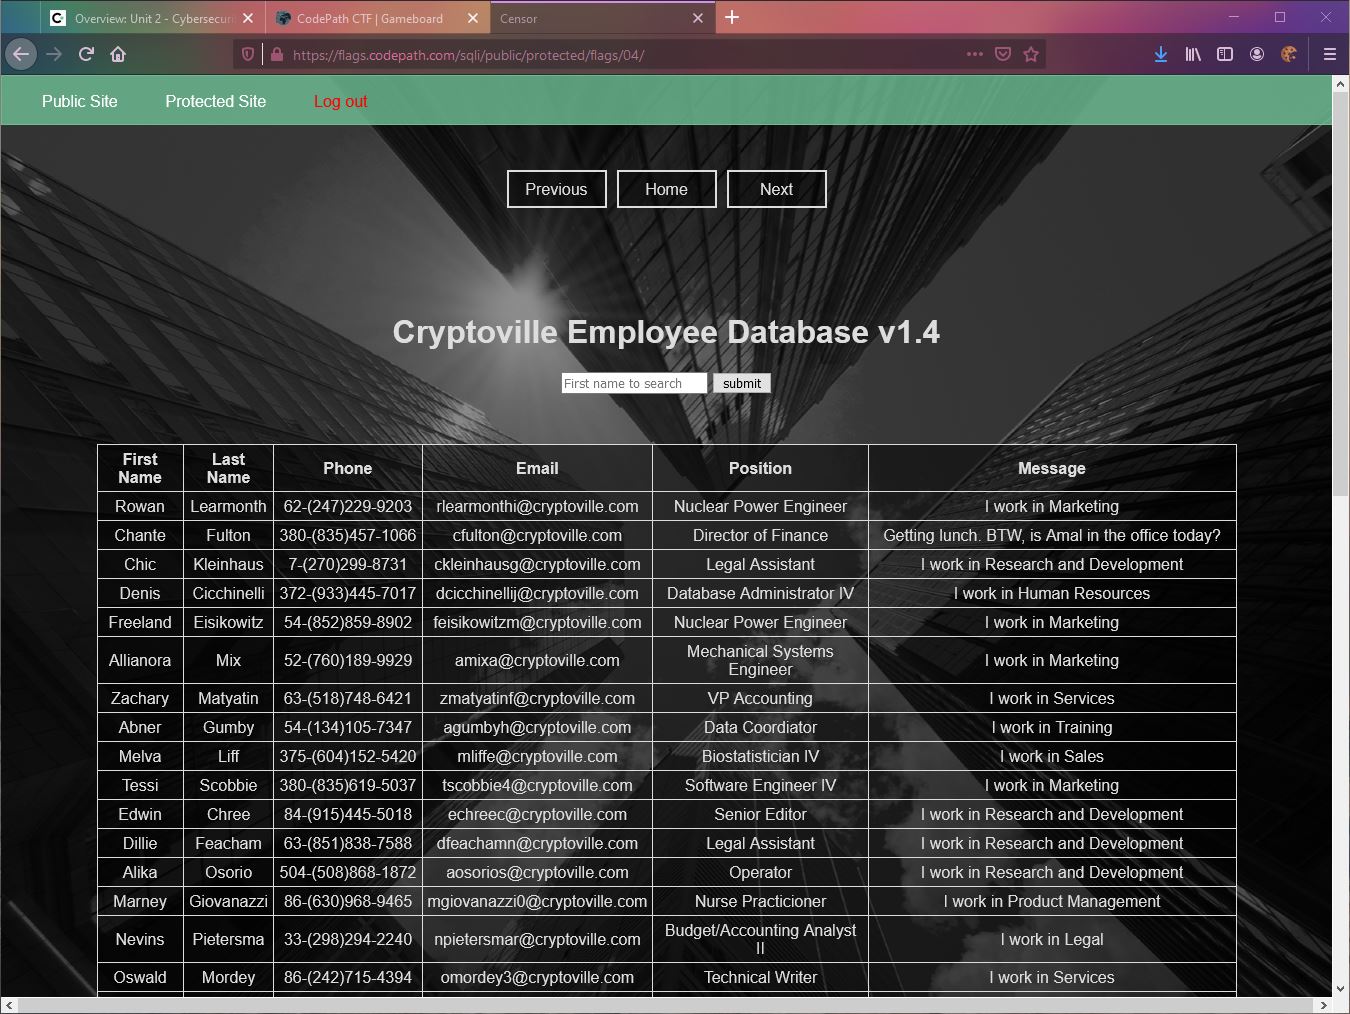 Overview: Unit 2 - Cybersecuri
CodePath CTF | Gameboard
Censor
https://flags.codepath.com/sqli/public/protected/flags/04/
Public Site Protected Site Log out
Previous Home Next
Cryptoville Employee Database v1.4
First name to search submit
First Name Last Name Phone Email Position Message
Rowan Learmonth 62-(247)229-9203 rlearmonthi@cryptoville.com Nuclear Power Engineer I work in Marketing
Chante Fulton 380-(835)457-1066 cfulton@cryptoville.com Director of Finance Getting lunch. BTW, is Amal in the office today?
Chic Kleinhaus 7-(270)299-8731 ckleinhausg@cryptoville.com Legal Assistant I work in Research and Development
Denis Cicchinelli 372-(933)445-7017 dcicchinellij@cryptoville.com Database Administrator IV I work in Human Resources
Freeland Eisikowitz 54-(852)859-8902 feisikowitzm@cryptoville.com Nuclear Power Engineer I work in Marketing
Allianora Mix 52-(760)189-9929 amixa@cryptoville.com Mechanical Systems Engineer I work in Marketing
Zachary Matyatin 63-(518)748-6421 zmatyatinf@cryptoville.com VP Accounting I work in Services
Abner Gumby 54-(134)105-7347 agumbyh@cryptoville.com Data Coordiator I work in Training
Melva Liff 375-(604)152-5420 mliffe@cryptoville.com Biostatistician IV I work in Sales
Tessi Scobbie 380-(835)619-5037 tscobbie4@cryptoville.com Software Engineer IV I work in Marketing
Edwin Chree 84-(915)445-5018 echreec@cryptoville.com Senior Editor I work in Research and Development
Dillie Feacham 63-(851)838-7588 dfeachamn@cryptoville.com Legal Assistant I work in Research and Development
Alika Osorio 504-(508)868-1872 aosorios@cryptoville.com Operator I work in Research and Development
Marney Giovanazzi 86-(630)968-9465 mgiovanazzi0@cryptoville.com Nurse Practicioner I work in Product Management
Nevins Pietersma 33-(298)294-2240 npietersmar@cryptoville.com Budget/Accounting Analyst II I work in Legal
Oswald Mordey 86-(242)715-4394 omordey3@cryptoville.com Technical Writer I work in Services